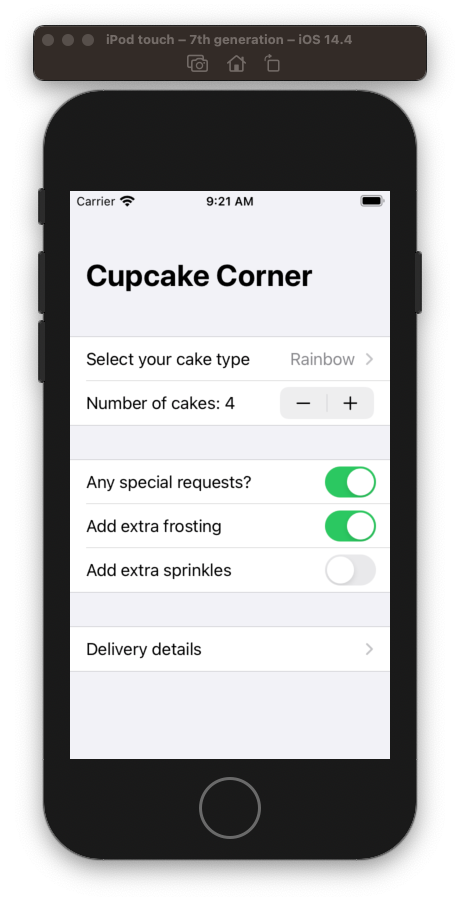 iPod touch – 7th generation – iOS 14.4
Carrier 9:21 AM
Cupcake Corner
Select your cake type Rainbow
Number of cakes: 4 − +
Any special requests?
Add extra frosting
Add extra sprinkles
Delivery details